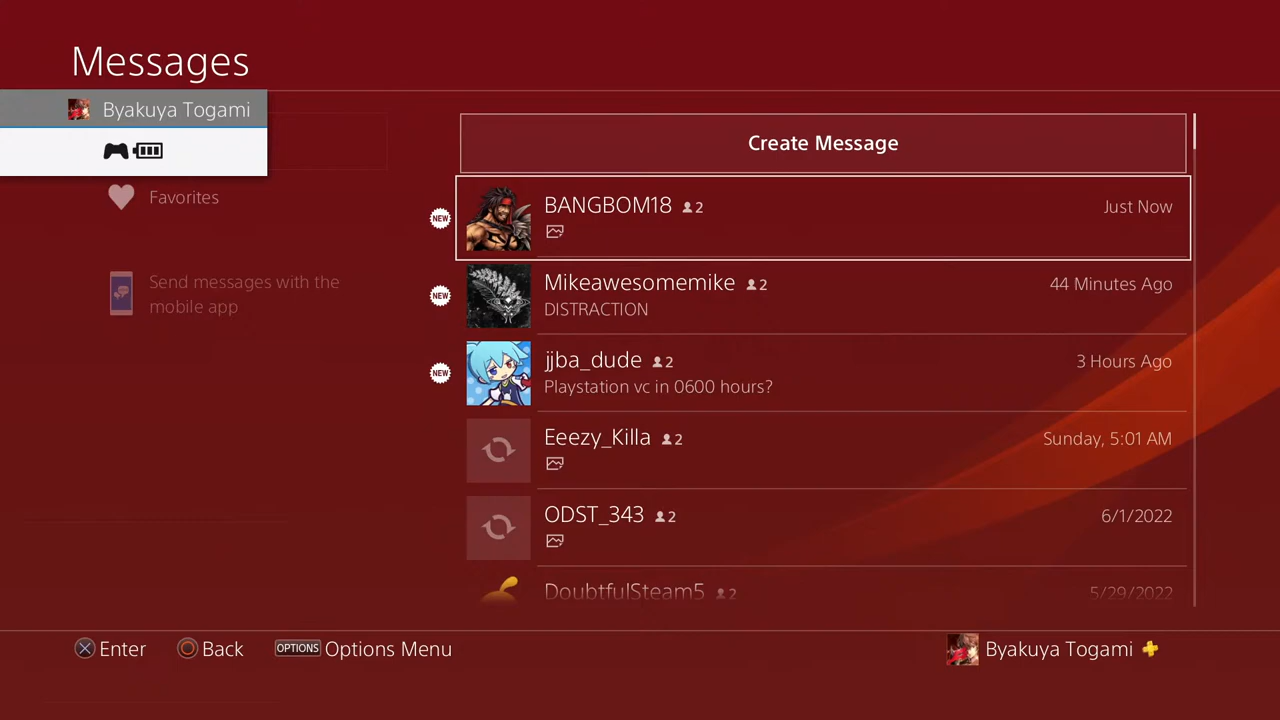 Messages
Byakuya Togami
Favorites
Send messages with the
mobile app
Create Message
NEW
BANGBOM18 2
Just Now
NEW
Mikeawesomemike 2
44 Minutes Ago
DISTRACTION
NEW
jjba_dude 2
3 Hours Ago
Playstation vc in 0600 hours?
Eeezy_Killa 2
Sunday, 5:01 AM
ODST_343 2
6/1/2022
DoubtfulSteam5 2
5/29/2022
Enter
Back
OPTIONS Options Menu
Byakuya Togami